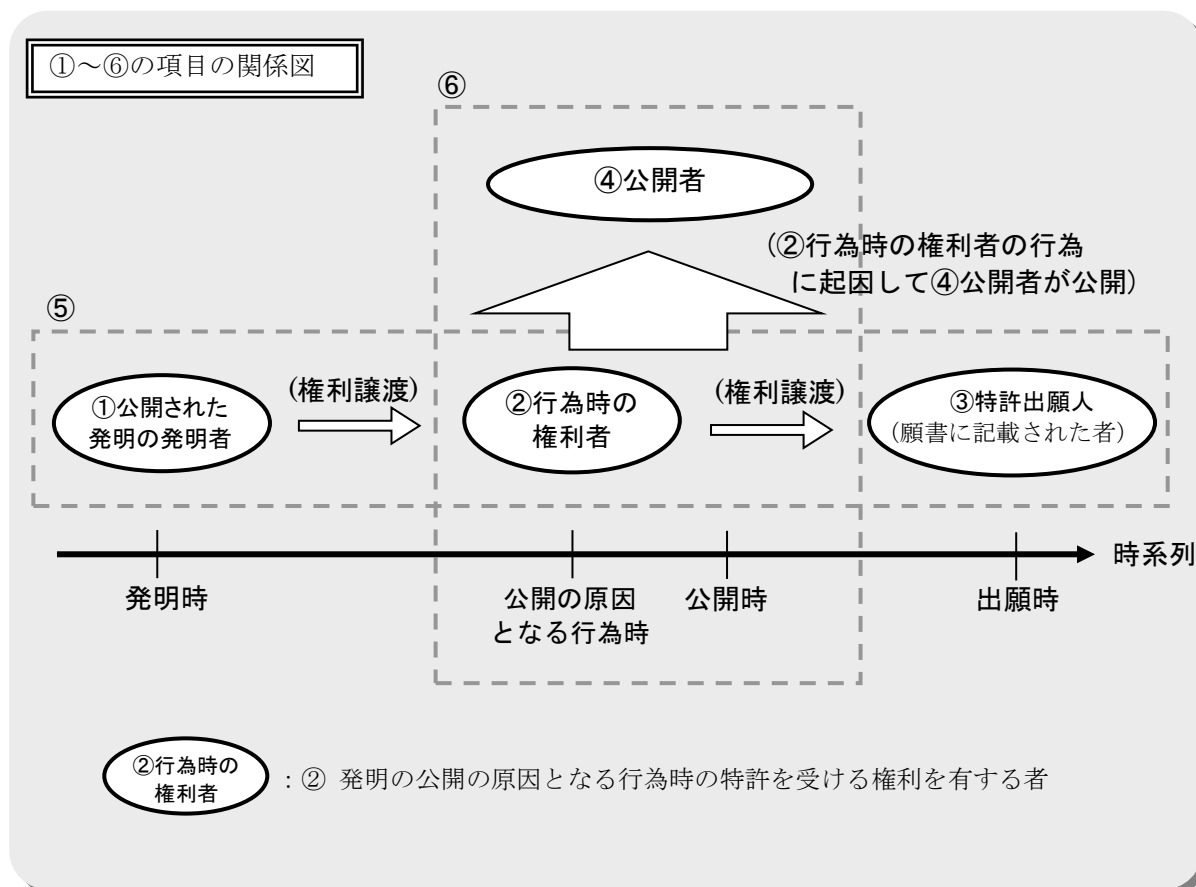 ①～⑥の項目の関係図
⑥
④公開者
(②行為時の権利者の行為
に起因して④公開者が公開)
⑤
①公開された
発明の発明者
(権利譲渡)
②行為時の
権利者
(権利譲渡)
③特許出願人
(願書に記載された者)
時系列
発明時
公開の原因
となる行為時
公開時
出願時
②行為時の
権利者
：② 発明の公開の原因となる行為時の特許を受ける権利を有する者